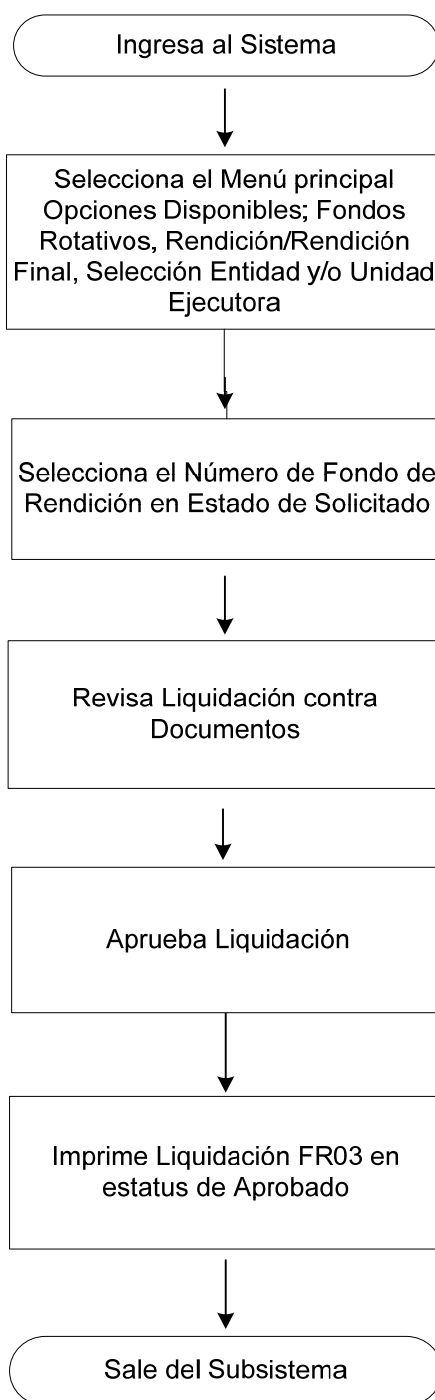 Ingresa al Sistema
Selecciona el Menú principal
Opciones Disponibles; Fondos
Rotativos, Rendición/Rendición
Final, Selección Entidad y/o Unidad
Ejecutora
Selecciona el Número de Fondo de
Rendición en Estado de Solicitado
Revisa Liquidación contra
Documentos
Aprueba Liquidación
Imprime Liquidación FR03 en
estatus de Aprobado
Sale del Subsistema